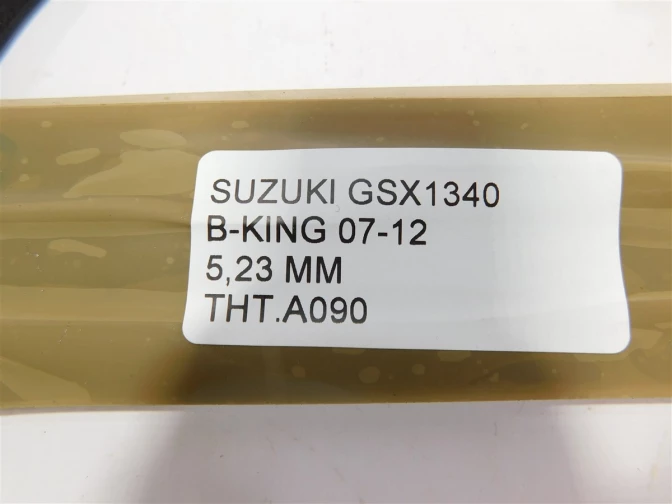 SUZUKI GSX1340
B-KING 07-12
5,23 MM
THT.A090